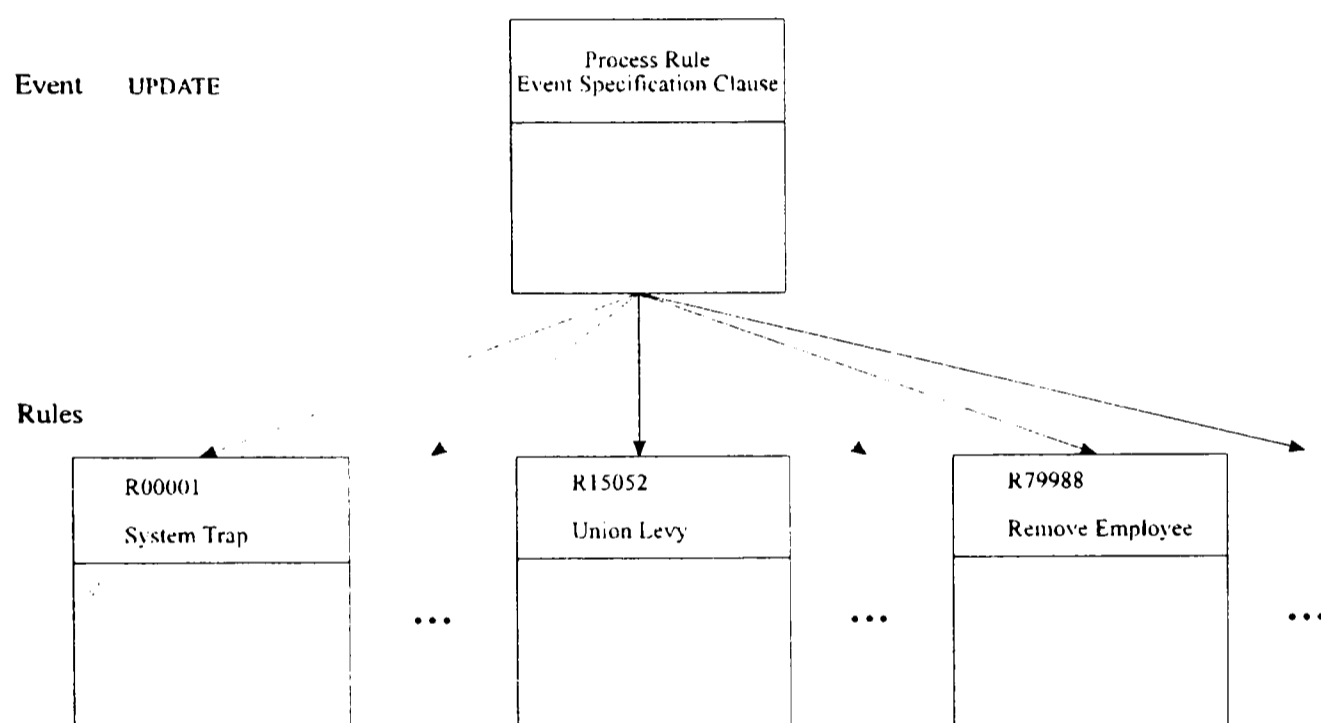 Process Rule
Event Specification Clause
Event UPDATE
Rules
R00001
System Trap
R15052
Union Levy
R79988
Remove Employee
...
...
...